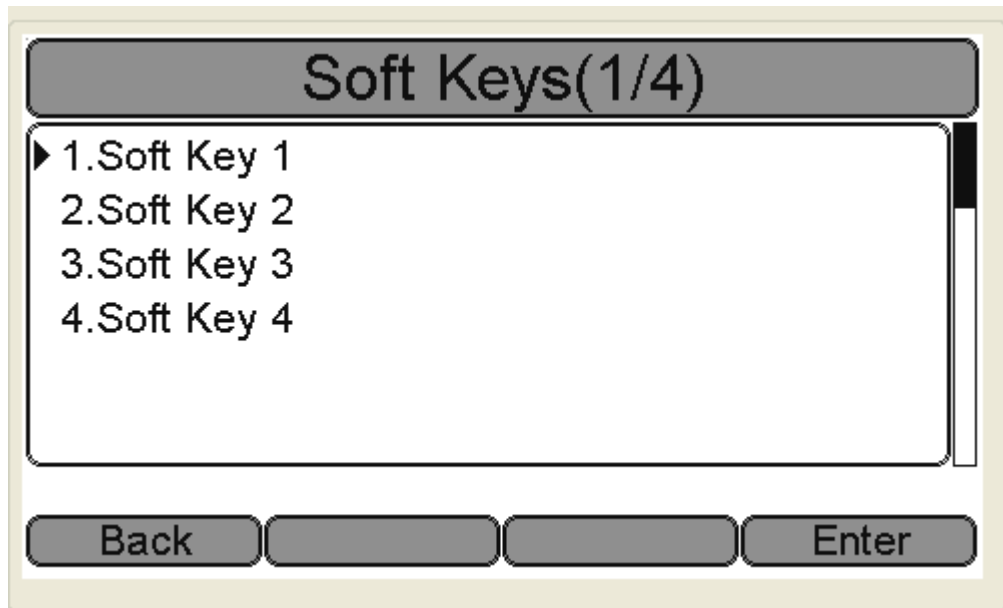 Soft Keys(1/4)
1.Soft Key 1
2.Soft Key 2
3.Soft Key 3
4.Soft Key 4
Back Enter